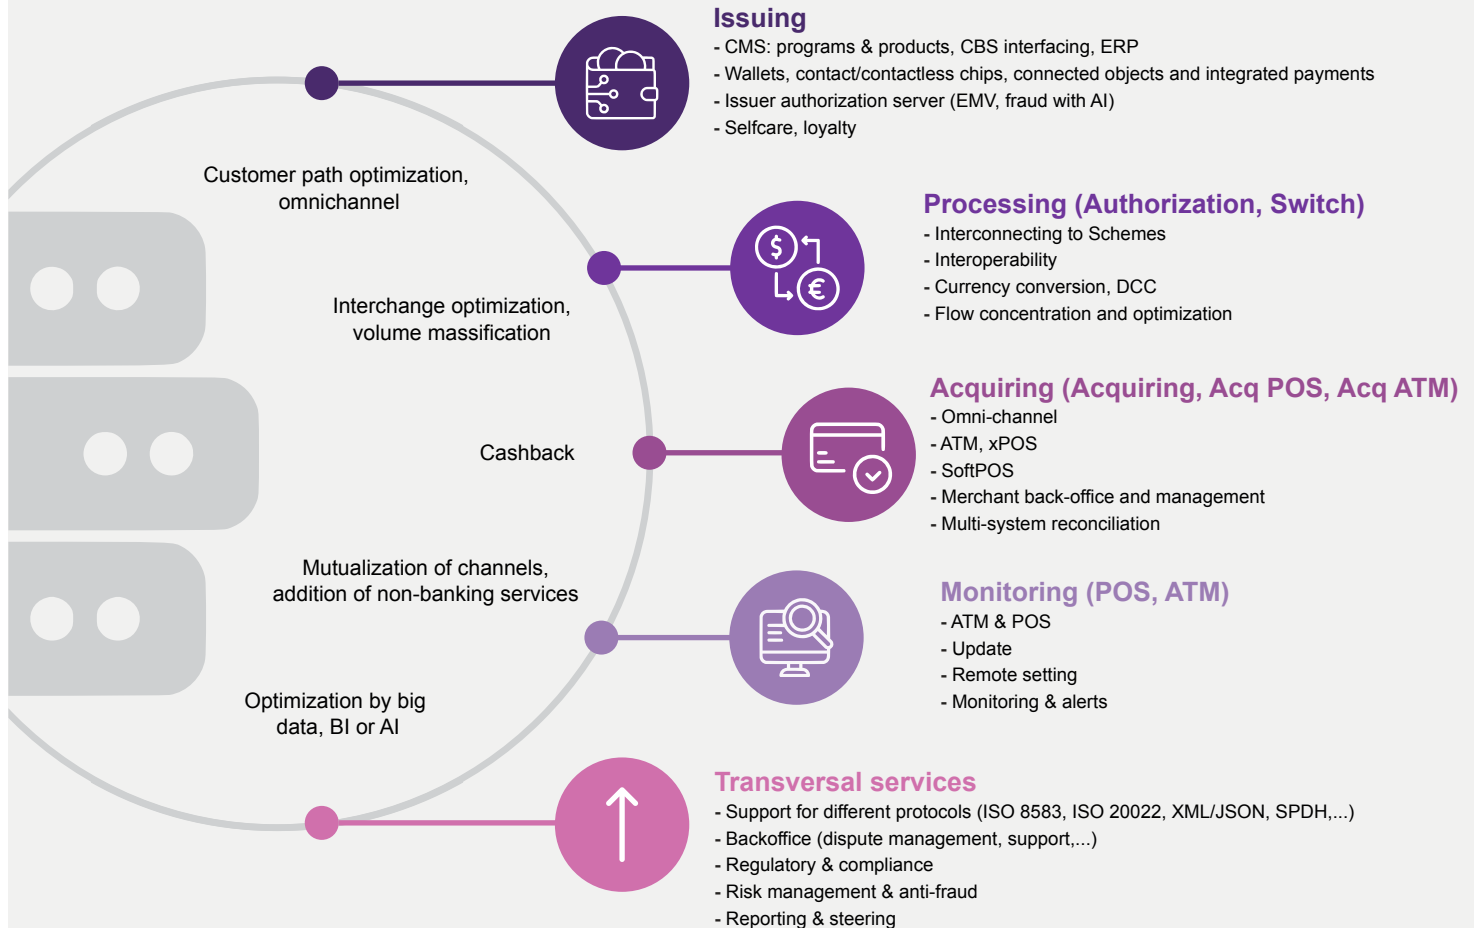 Issuing
- CMS: programs & products, CBS interfacing, ERP
- Wallets, contact/contactless chips, connected objects and integrated payments
- Issuer authorization server (EMV, fraud with AI)
- Selfcare, loyalty
Customer path optimization,
omnichannel
Processing (Authorization, Switch)
- Interconnecting to Schemes
- Interoperability
- Currency conversion, DCC
- Flow concentration and optimization
$
€
Interchange optimization,
volume massification
Acquiring (Acquiring, Acq POS, Acq ATM)
- Omni-channel
- ATM, xPOS
- SoftPOS
- Merchant back-office and management
- Multi-system reconciliation
Cashback
Mutualization of channels,
addition of non-banking services
Monitoring (POS, ATM)
- ATM & POS
- Update
- Remote setting
- Monitoring & alerts
Optimization by big
data, BI or AI
Transversal services
- Support for different protocols (ISO 8583, ISO 20022, XML/JSON, SPDH,...)
- Backoffice (dispute management, support,...)
- Regulatory & compliance
- Risk management & anti-fraud
- Reporting & steering